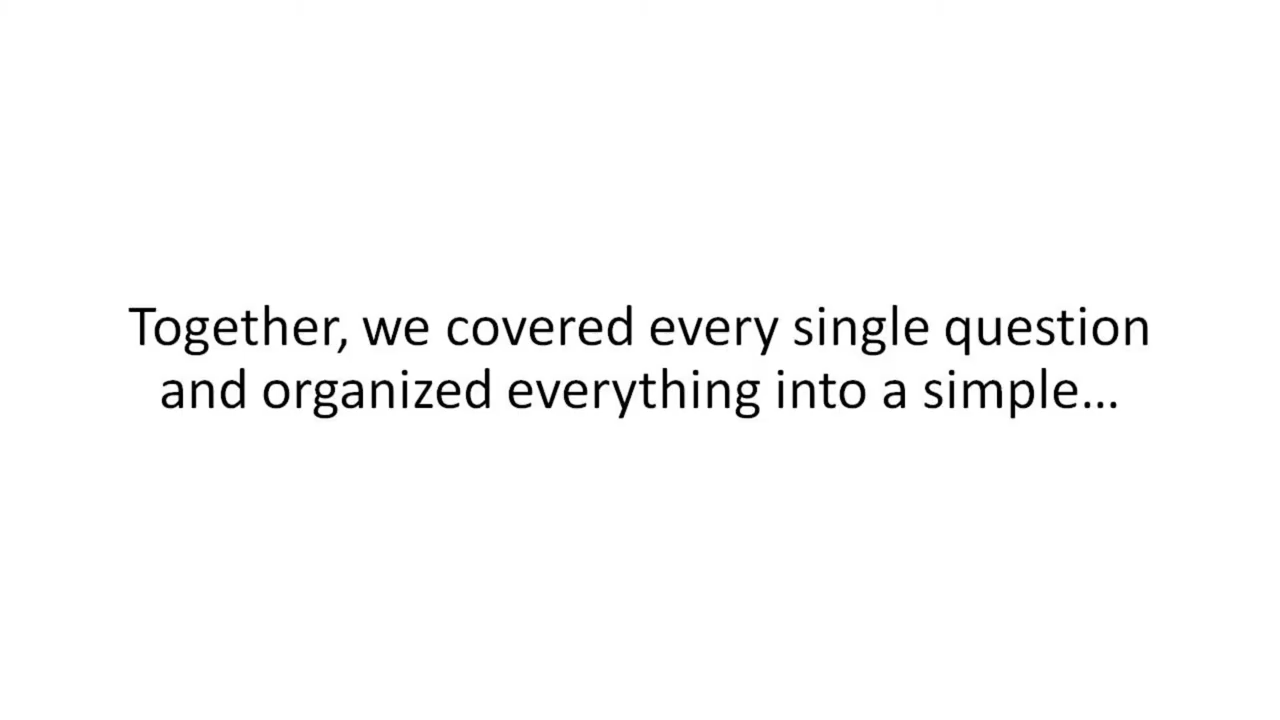 Together, we covered every single question
and organized everything into a simple...